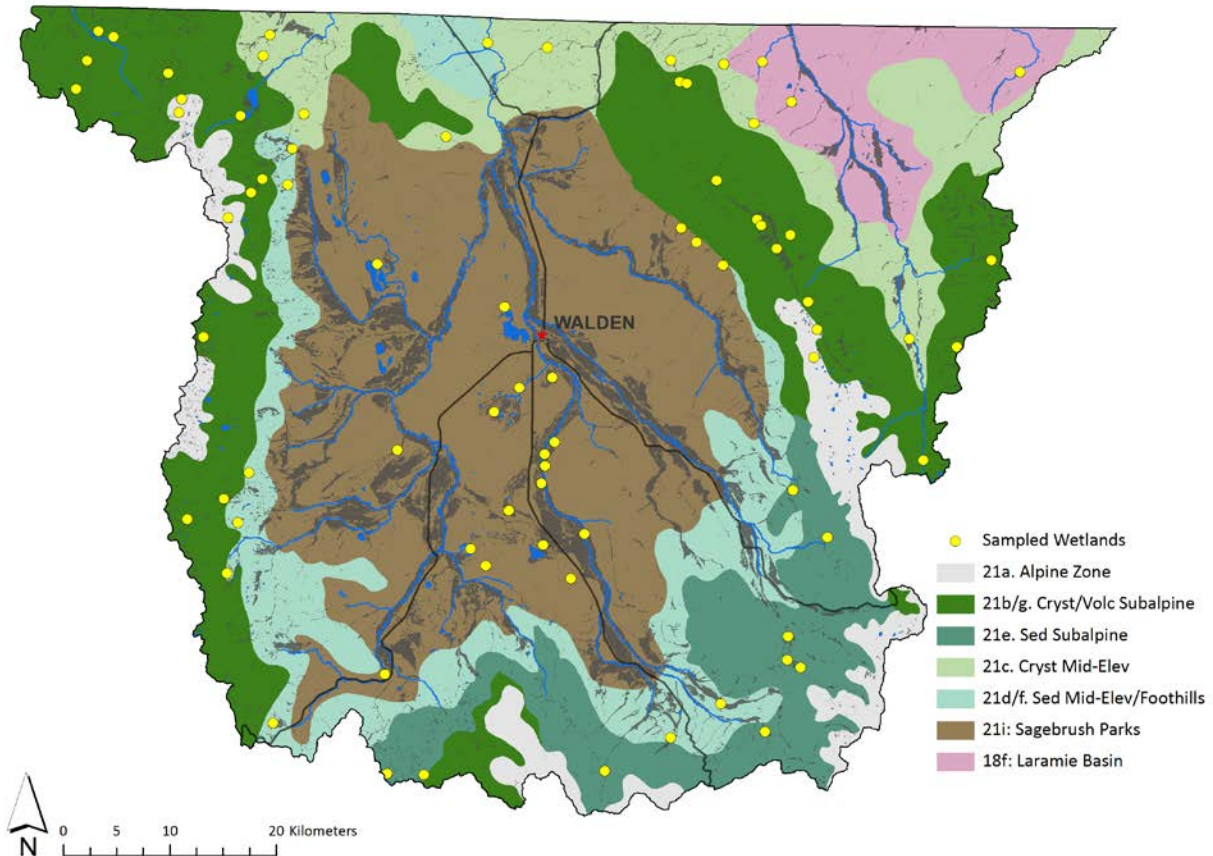 WALDEN
Sampled Wetlands
21a. Alpine Zone
21b/g. Cryst/Volc Subalpine
21e. Sed Subalpine
21c. Cryst Mid-Elev
21d/f. Sed Mid-Elev/Foothills
21i: Sagebrush Parks
18f: Laramie Basin
N
0 5 10 20 Kilometers